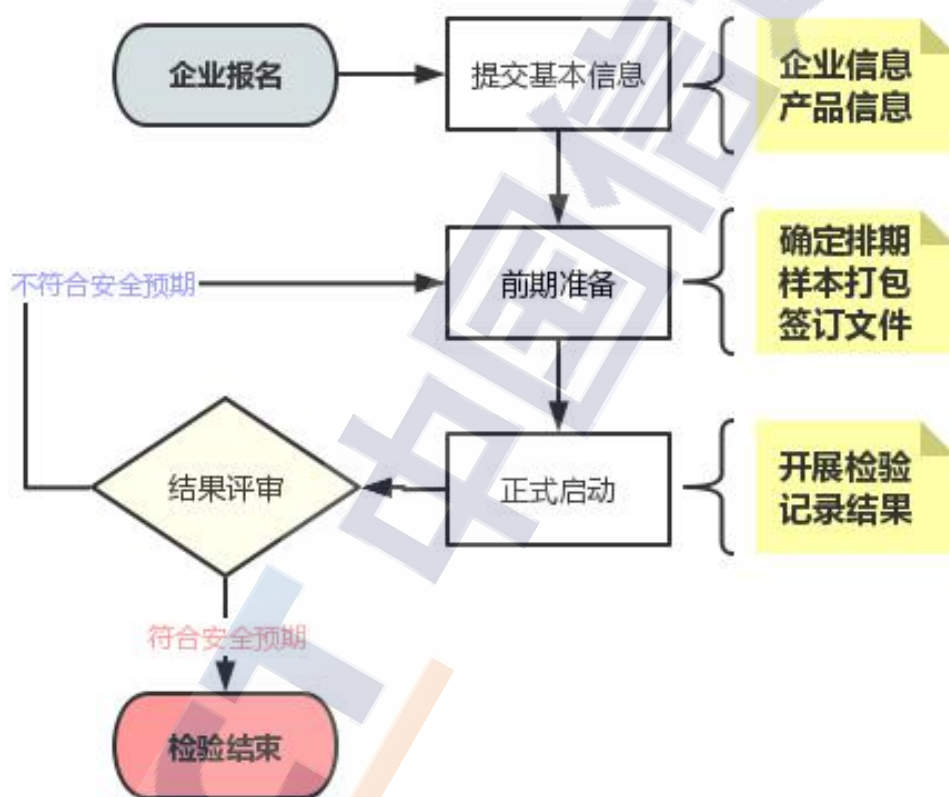 企业报名
提交基本信息
企业信息
产品信息
不符合安全预期
前期准备
确定排期
样本打包
签订文件
结果评审
正式启动
开展检验
记录结果
符合安全预期
检验结束
中国信